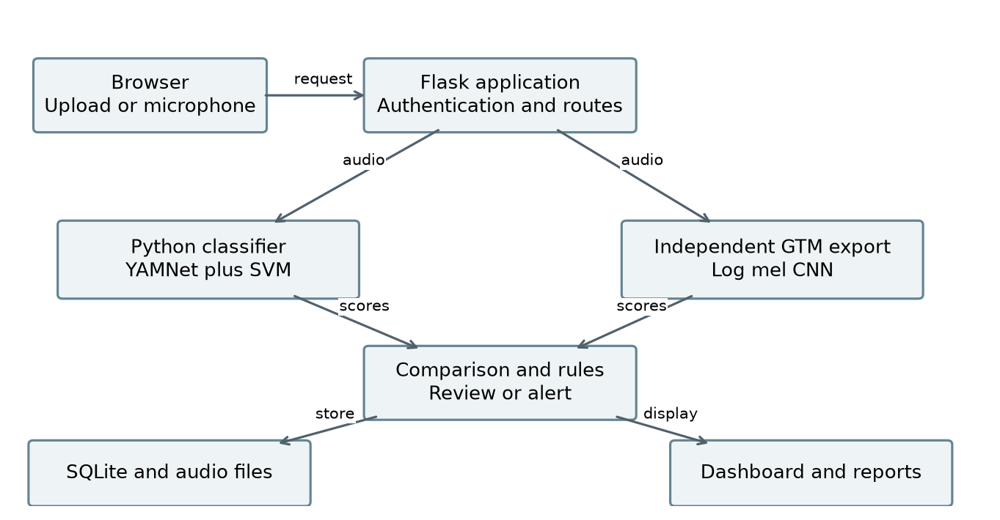 Browser
Upload or microphone
request
Flask application
Authentication and routes
audio
audio
Python classifier
YAMNet plus SVM
Independent GTM export
Log mel CNN
scores
scores
Comparison and rules
Review or alert
store
display
SQLite and audio files
Dashboard and reports